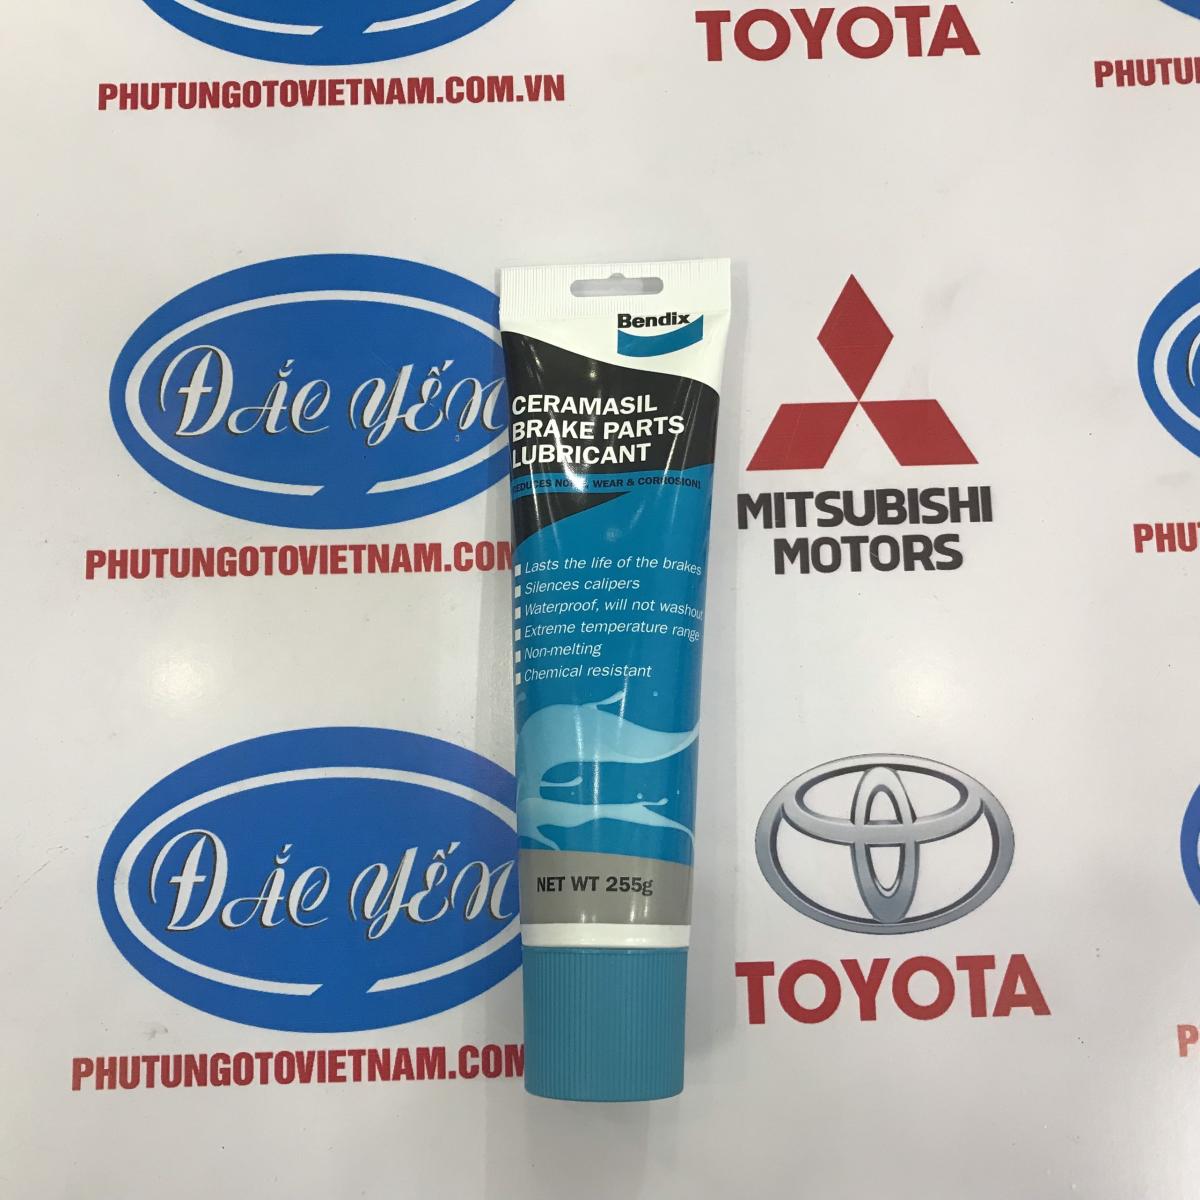 TOYOTA
PHUTUNGOTOVIETNAM.COM.VN
ĐẮC YẾN
PHUTUNGOTOVIETNAM.COM
Bendix
CERAMASIL
BRAKE PARTS
LUBRICANT
REDUCES NOISE, WEAR & CORROSION!
Lasts the life of the brakes
Silences calipers
Waterproof, will not washout
Extreme temperature range
Non-melting
Chemical resistant
NET WT 255g
MITSUBISHI
MOTORS
ĐẮC YẾN
PHUTUNGOTOVIETNAM.COM
TOYOTA